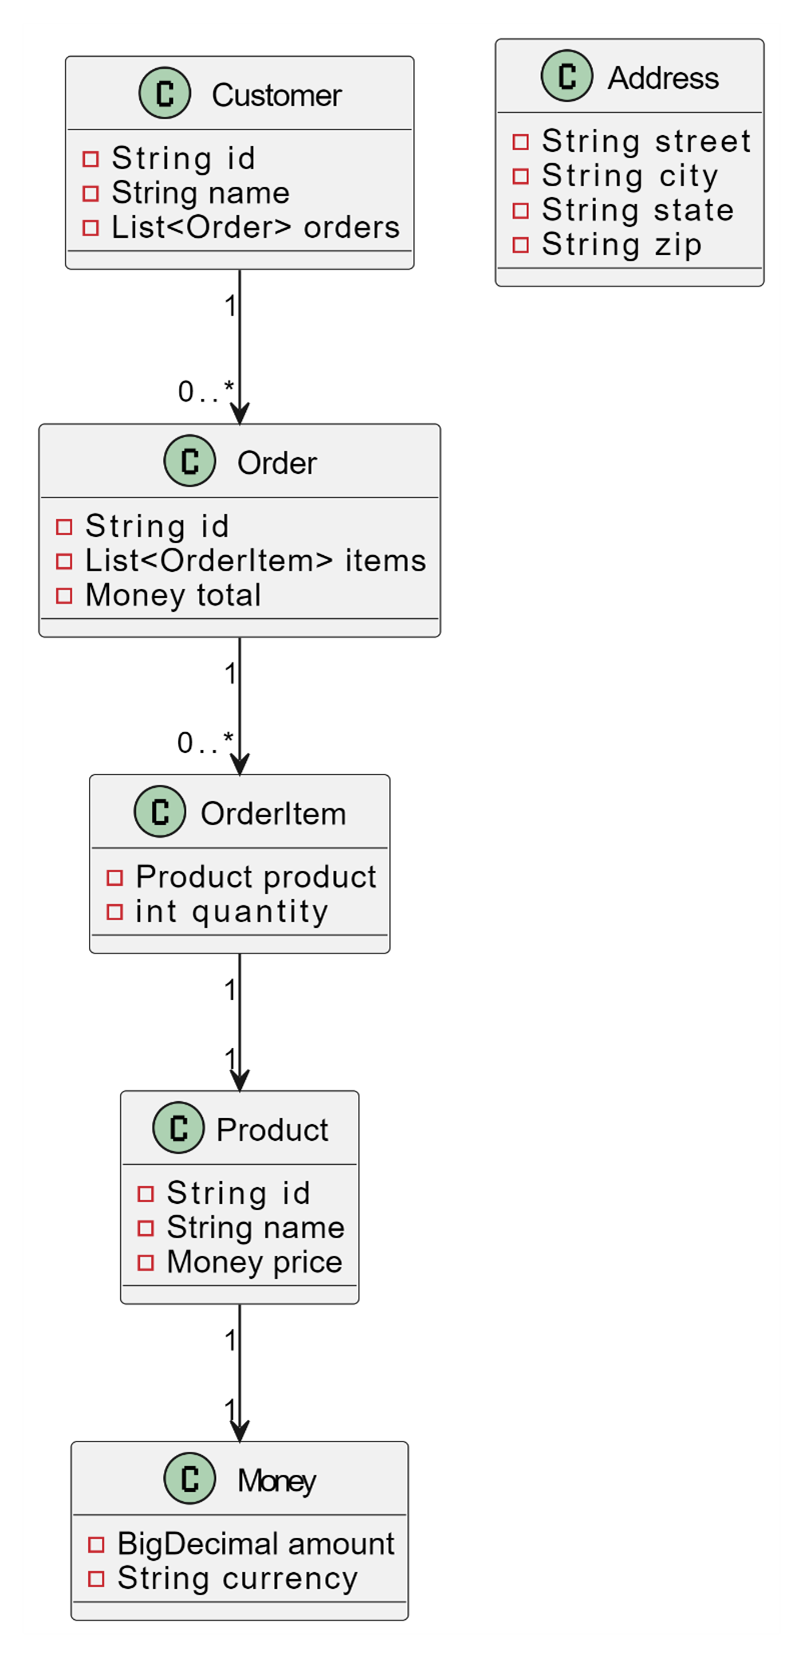 C Customer
String id
String name
List<Order> orders
C Address
String street
String city
String state
String zip
1
0..*
C Order
String id
List<OrderItem> items
Money total
1
0..*
C OrderItem
Product product
int quantity
1
1
C Product
String id
String name
Money price
1
1
C Money
BigDecimal amount
String currency